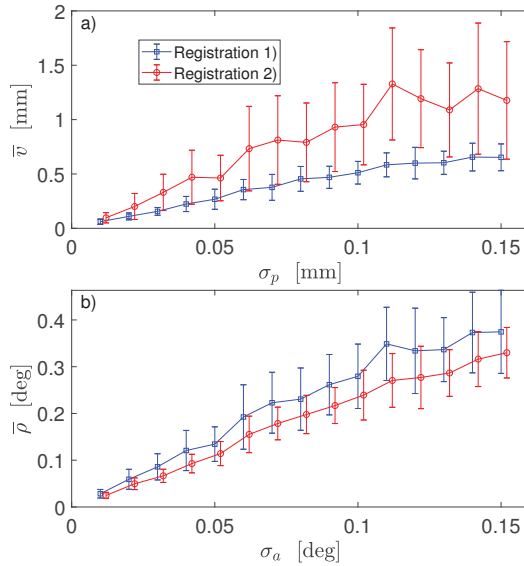 a)
2
1.5
1
0.5
0
v̅ [mm]
Registration 1)
Registration 2)
0
0.05
0.1
0.15
σ_p [mm]
b)
0.4
0.3
0.2
0.1
0
ρ̅ [deg]
0
0.05
0.1
0.15
σ_a [deg]